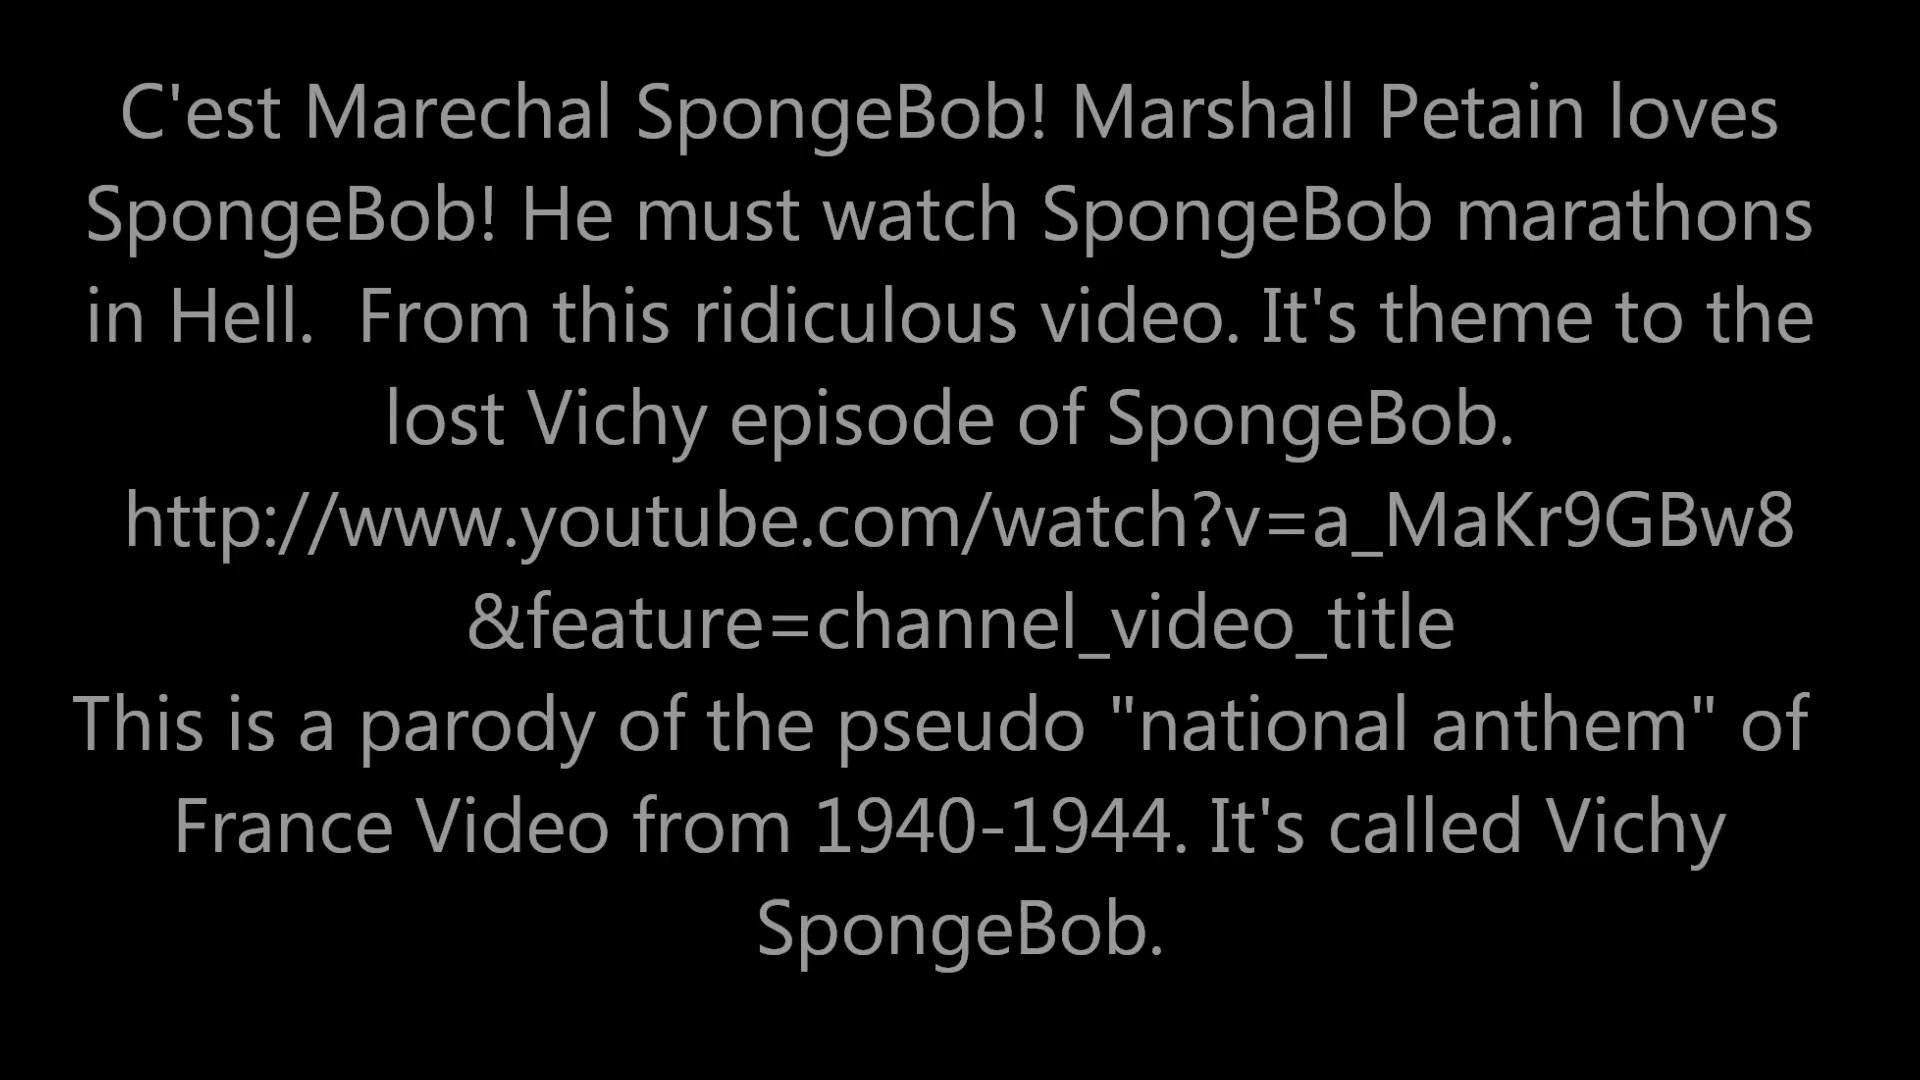 C'est Marechal SpongeBob! Marshall Petain loves
SpongeBob! He must watch SpongeBob marathons
in Hell.  From this ridiculous video. It's theme to the
lost Vichy episode of SpongeBob.
http://www.youtube.com/watch?v=a_MaKr9GBw8
&feature=channel_video_title
This is a parody of the pseudo "national anthem" of
France Video from 1940-1944. It's called Vichy
SpongeBob.